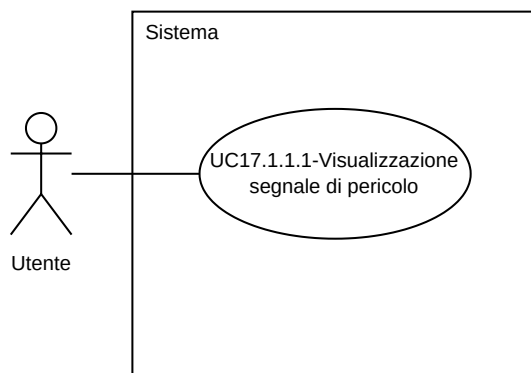 Sistema
UC17.1.1.1-Visualizzazione
segnale di pericolo
Utente